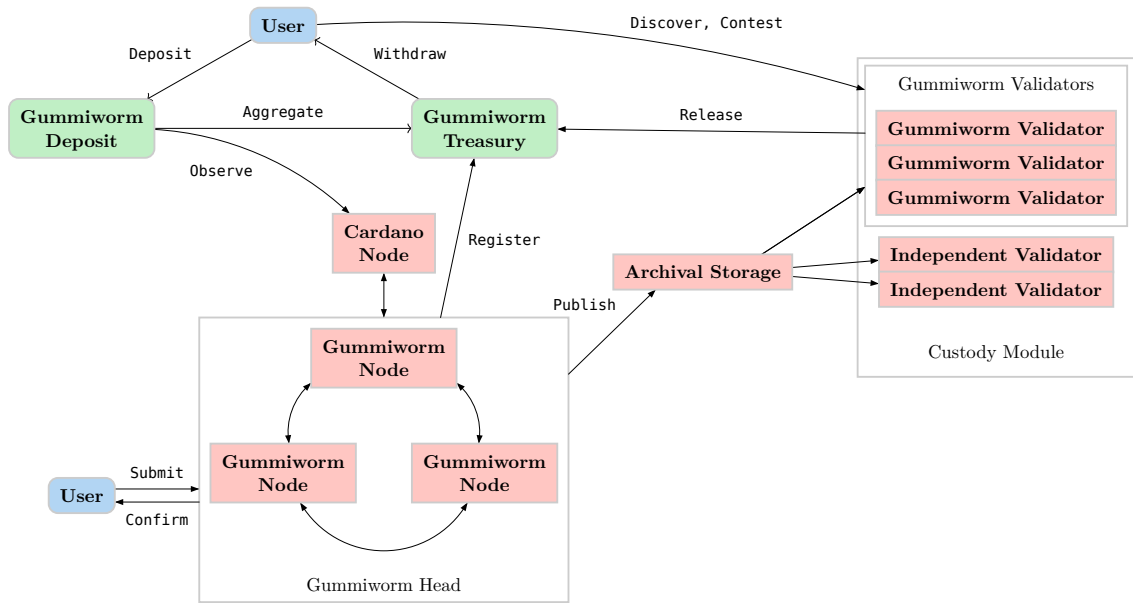 User
Discover, Contest
Deposit
Withdraw
Gummiworm Validators
Gummiworm
Deposit
Aggregate
Gummiworm
Treasury
Release
Gummiworm Validator
Gummiworm Validator
Gummiworm Validator
Observe
Cardano
Node
Register
Archival Storage
Independent Validator
Independent Validator
Publish
Custody Module
Gummiworm
Node
Gummiworm
Node
Gummiworm
Node
User
Submit
Confirm
Gummiworm Head